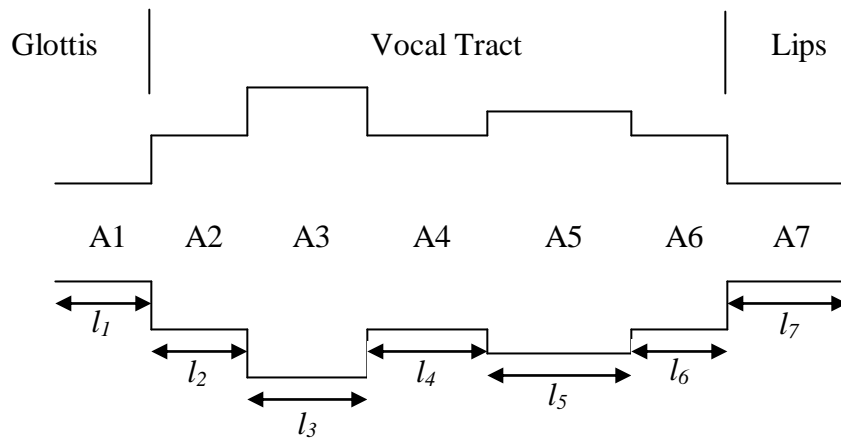 Glottis Vocal Tract Lips
A1 A2 A3 A4 A5 A6 A7
l1 l7
l2 l4 l6
l3 l5